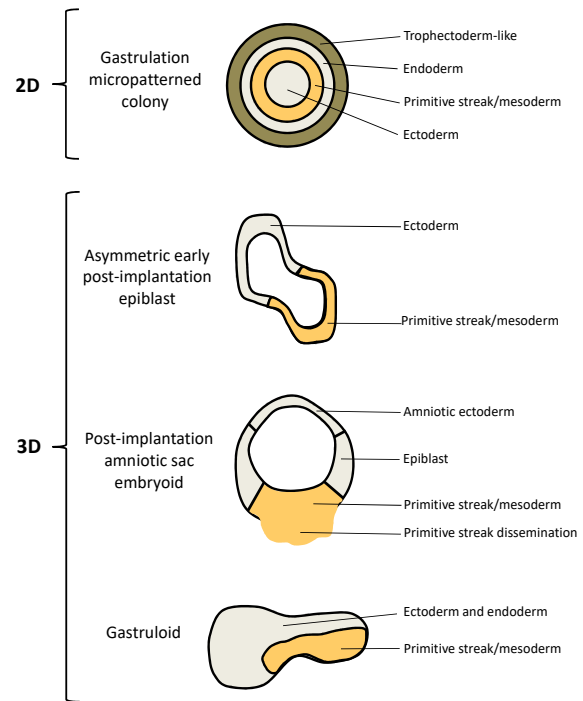 2D
Gastrulation
micropatterned
colony
Trophectoderm-like
Endoderm
Primitive streak/mesoderm
Ectoderm
3D
Asymmetric early
post-implantation
epiblast
Ectoderm
Primitive streak/mesoderm
Post-implantation
amniotic sac
embryoid
Amniotic ectoderm
Epiblast
Primitive streak/mesoderm
Primitive streak dissemination
Gastruloid
Ectoderm and endoderm
Primitive streak/mesoderm